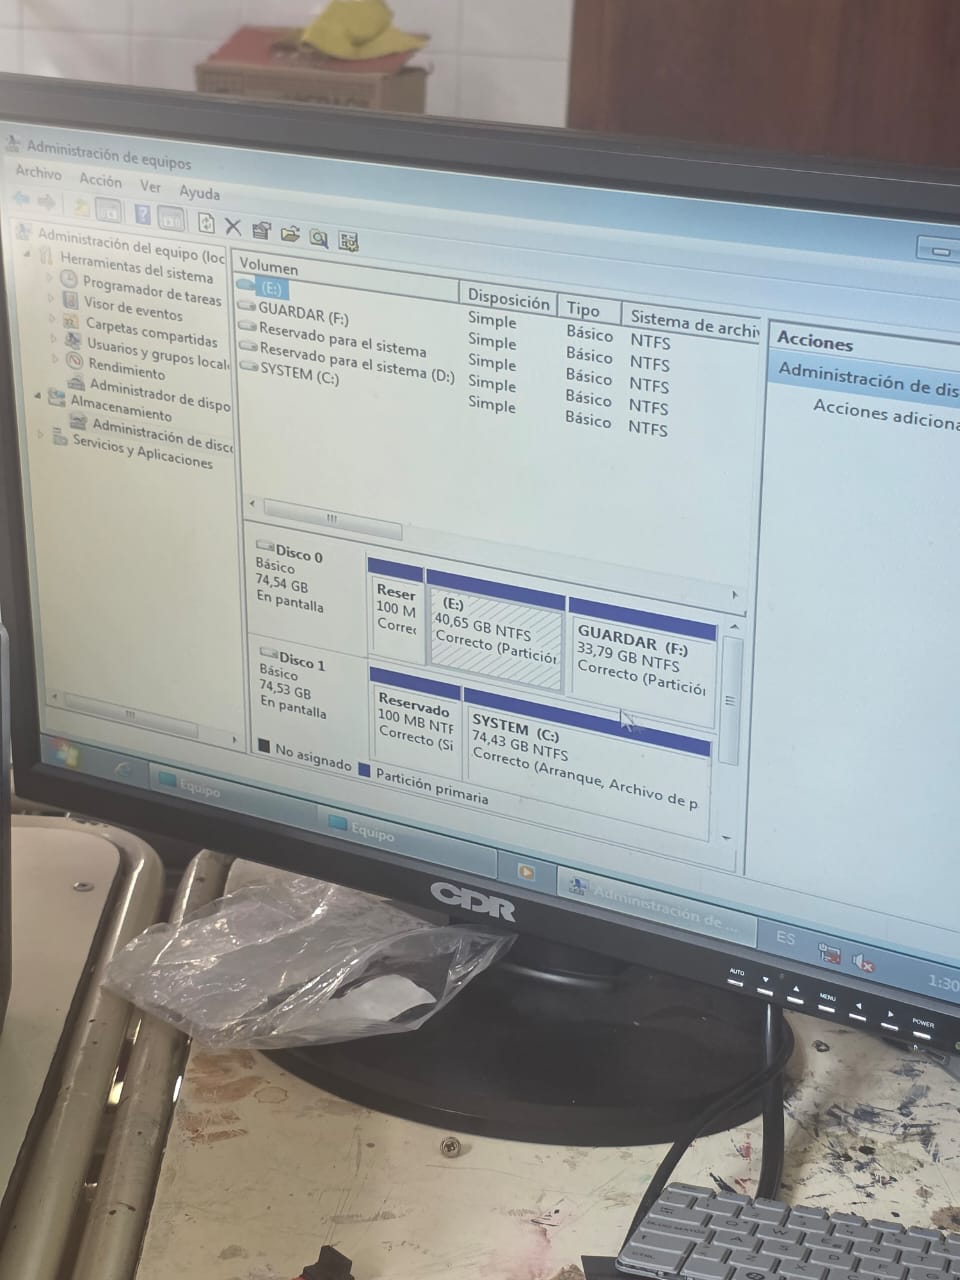 Administración de equipos
Archivo Acción Ver Ayuda
Administración del equipo (loc
Herramientas del sistema
Programador de tareas
Visor de eventos
Carpetas compartidas
Usuarios y grupos local
Rendimiento
Administrador de dispo
Almacenamiento
Administración de disco
Servicios y Aplicaciones
Volumen Disposición Tipo Sistema de archiv
(E:) Simple Básico NTFS
GUARDAR (F:) Simple Básico NTFS
Reservado para el sistema Simple Básico NTFS
Reservado para el sistema (D:) Simple Básico NTFS
SYSTEM (C:) Simple Básico NTFS
Acciones
Administración de dis
Acciones adiciona
Disco 0
Básico
74,54 GB
En pantalla
Reser
100 M
Correc
(E:)
40,65 GB NTFS
Correcto (Partición
GUARDAR (F:)
33,79 GB NTFS
Correcto (Partición
Disco 1
Básico
74,53 GB
En pantalla
Reservado
100 MB NTF
Correcto (Si
SYSTEM (C:)
74,43 GB NTFS
Correcto (Arranque, Archivo de p
No asignado Partición primaria
Equipo
Equipo
Administración de ...
ES
1:30
CDR
AUTO MENU POWER